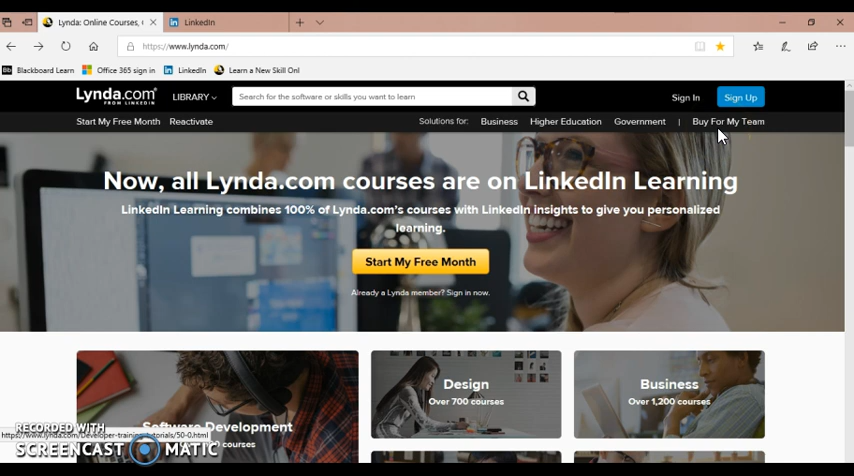 Lynda: Online Courses,
LinkedIn
https://www.lynda.com/
Bb Blackboard Learn Office 365 sign in LinkedIn Learn a New Skill Onl
Lynda.com
FROM LINKEDIN
LIBRARY
Search for the software or skills you want to learn
Sign In
Sign Up
Start My Free Month Reactivate
Solutions for: Business Higher Education Government | Buy For My Team
Now, all Lynda.com courses are on LinkedIn Learning
LinkedIn Learning combines 100% of Lynda.com's courses with LinkedIn insights to give you personalized
learning.
Start My Free Month
Already a Lynda member? Sign in now.
Design
Over 700 courses
Business
Over 1,200 courses
Software Development
courses
https://www.lynda.com/Developer-training-tutorials/50-0.html
RECORDED WITH
SCREENCAST MATIC